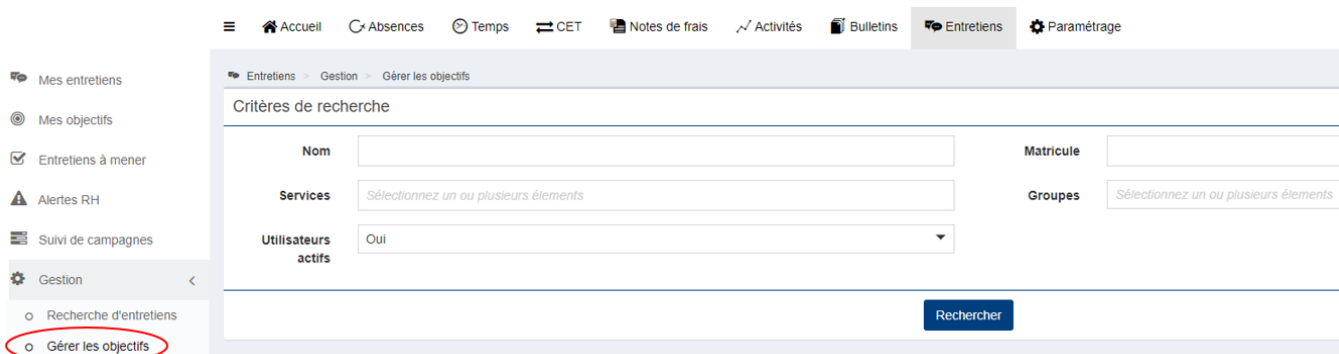 Accueil Absences Temps CET Notes de frais Activités Bulletins Entretiens Paramétrage
Mes entretiens
Mes objectifs
Entretiens à mener
Alertes RH
Suivi de campagnes
Gestion <
Recherche d'entretiens
Gérer les objectifs
Entretiens > Gestion > Gérer les objectifs
Critères de recherche
Nom Matricule
Services Sélectionnez un ou plusieurs élements Groupes Sélectionnez un ou plusieurs élements
Utilisateurs actifs Oui
Rechercher